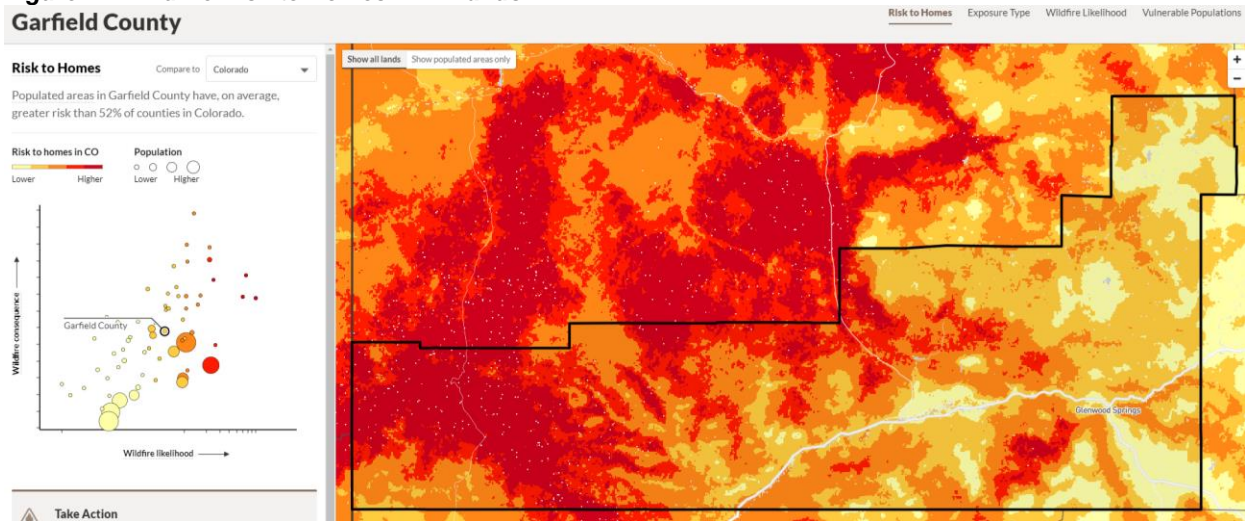 Garfield County
Risk to Homes Exposure Type Wildfire Likelihood Vulnerable Populations
Risk to Homes
Compare to Colorado
Populated areas in Garfield County have, on average,
greater risk than 52% of counties in Colorado.
Risk to homes in CO
Lower Higher
Population
Lower Higher
Wildfire consequence
Garfield County
Wildfire likelihood
Take Action
Show all lands Show populated areas only
+
−
Glenwood Springs